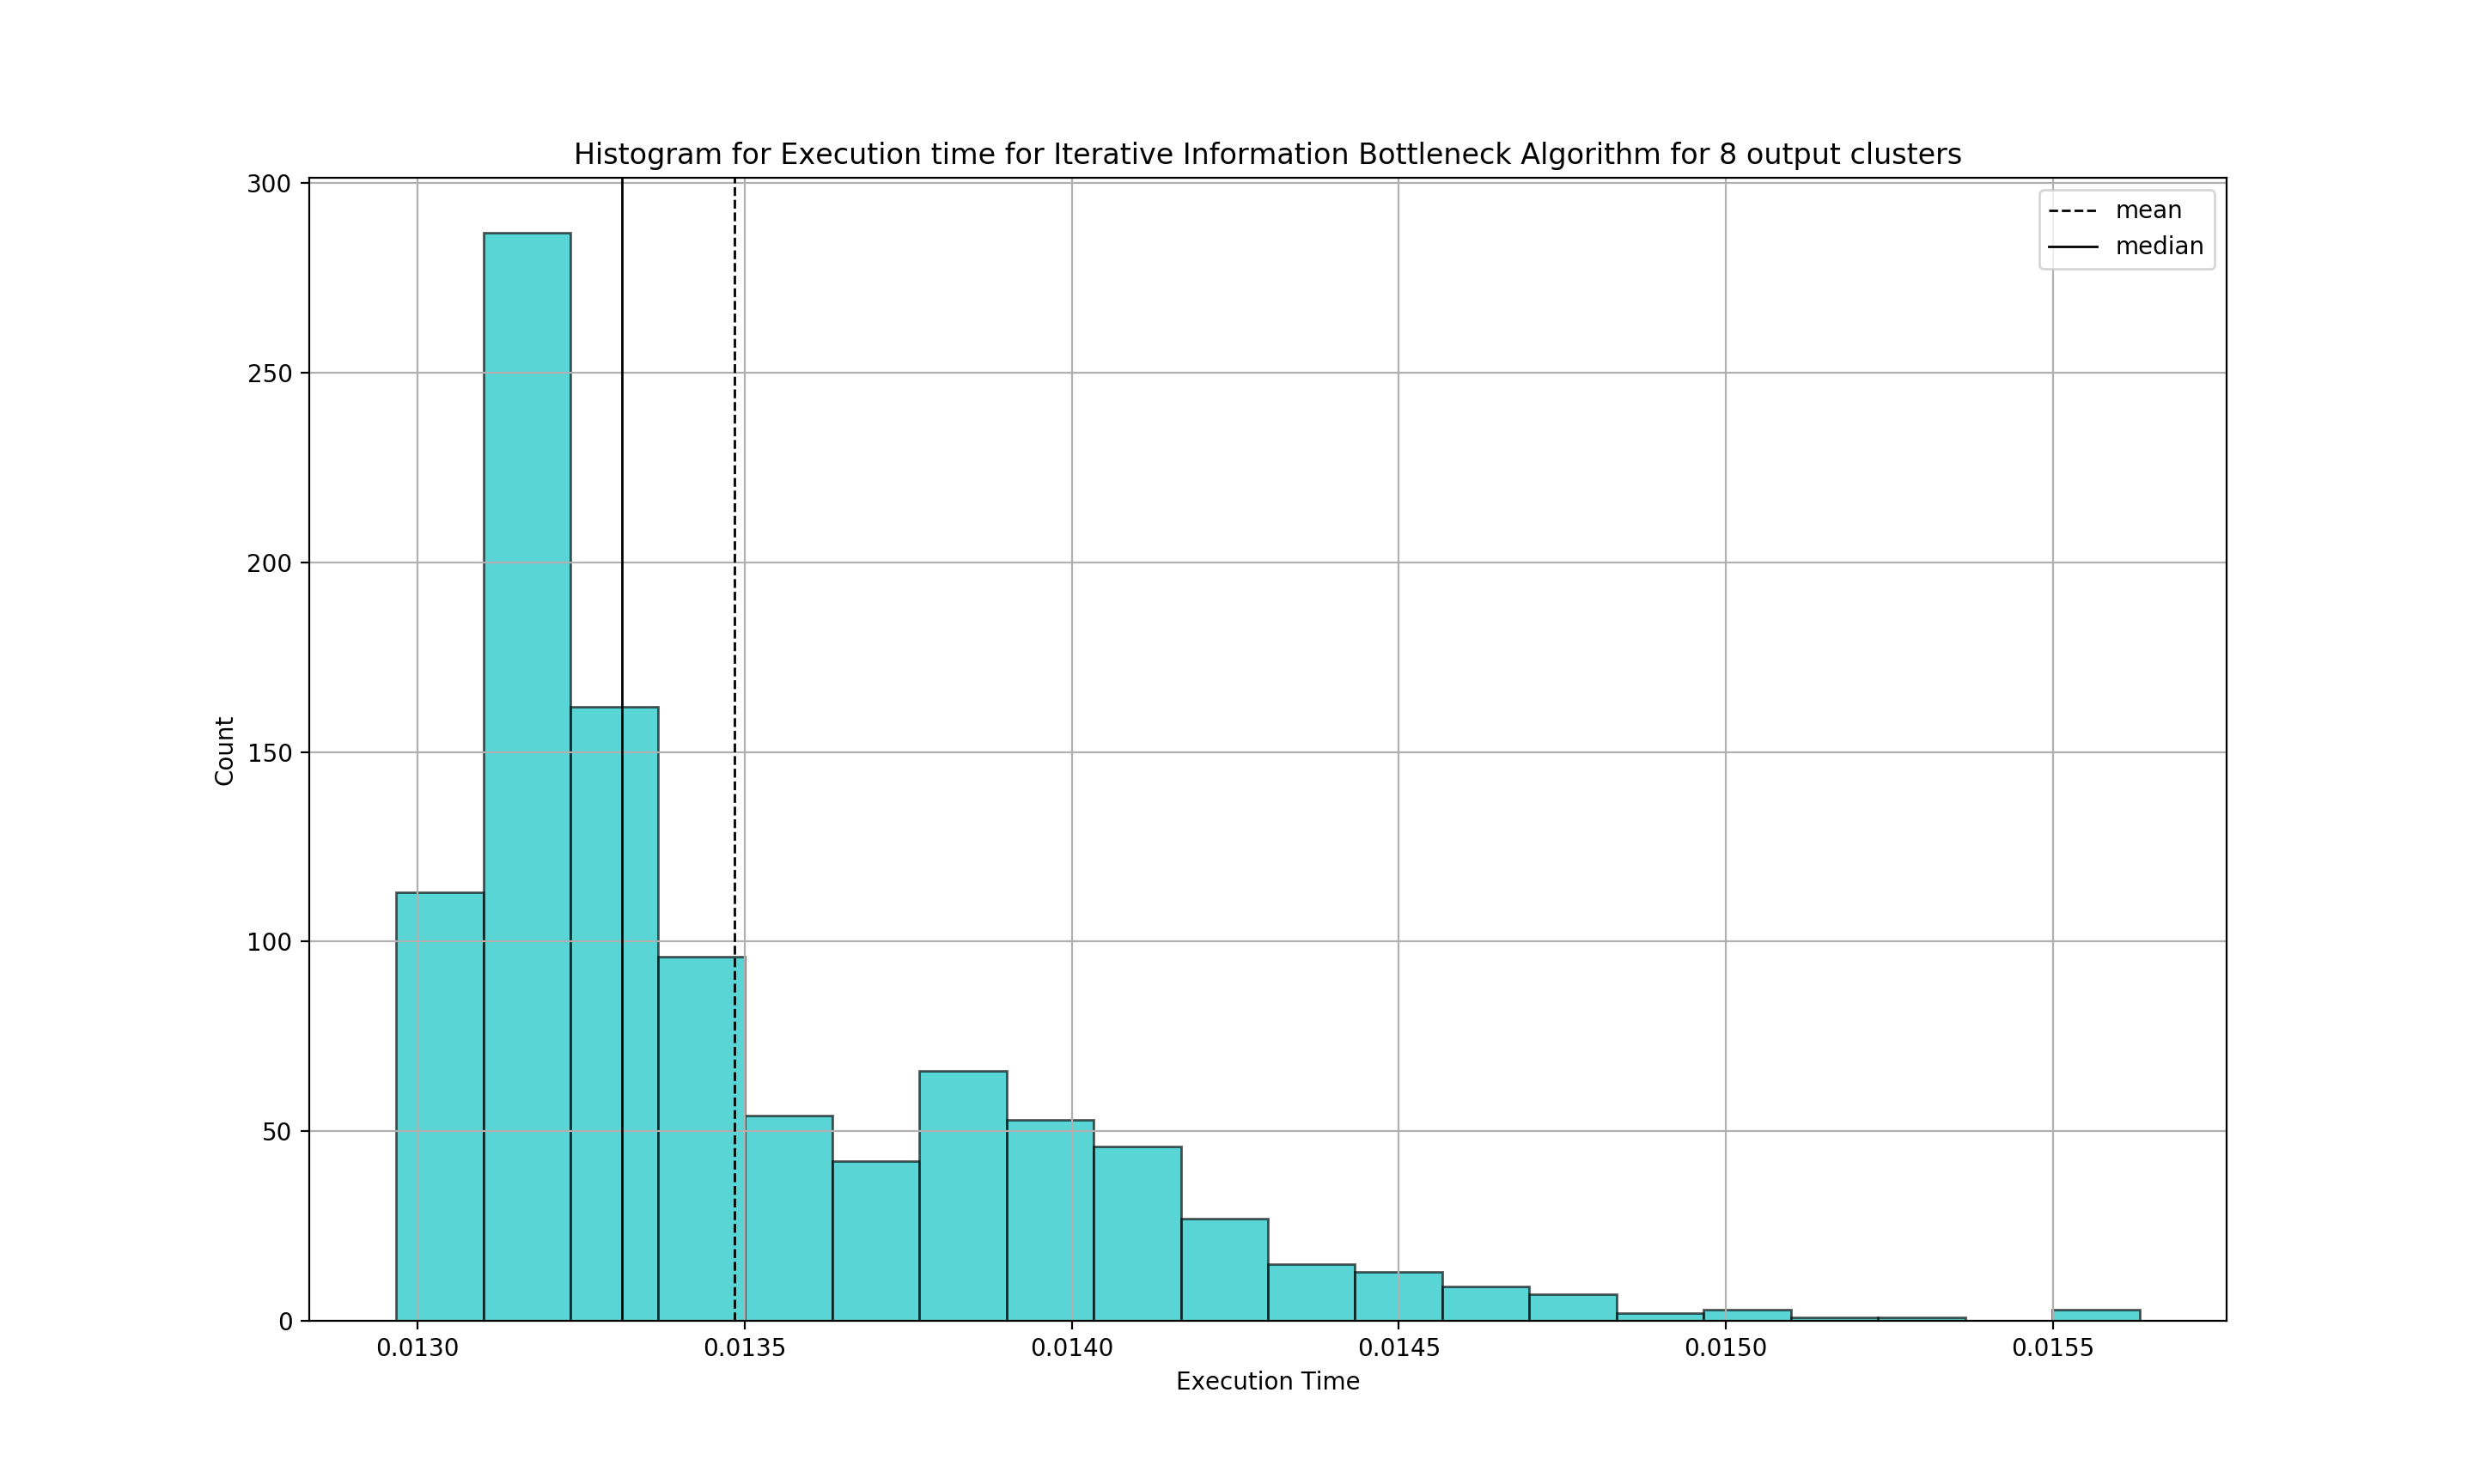 Histogram for Execution time for Iterative Information Bottleneck Algorithm for 8 output clusters
mean
median
300
250
200
150
100
50
0
Count
0.0130 0.0135 0.0140 0.0145 0.0150 0.0155
Execution Time